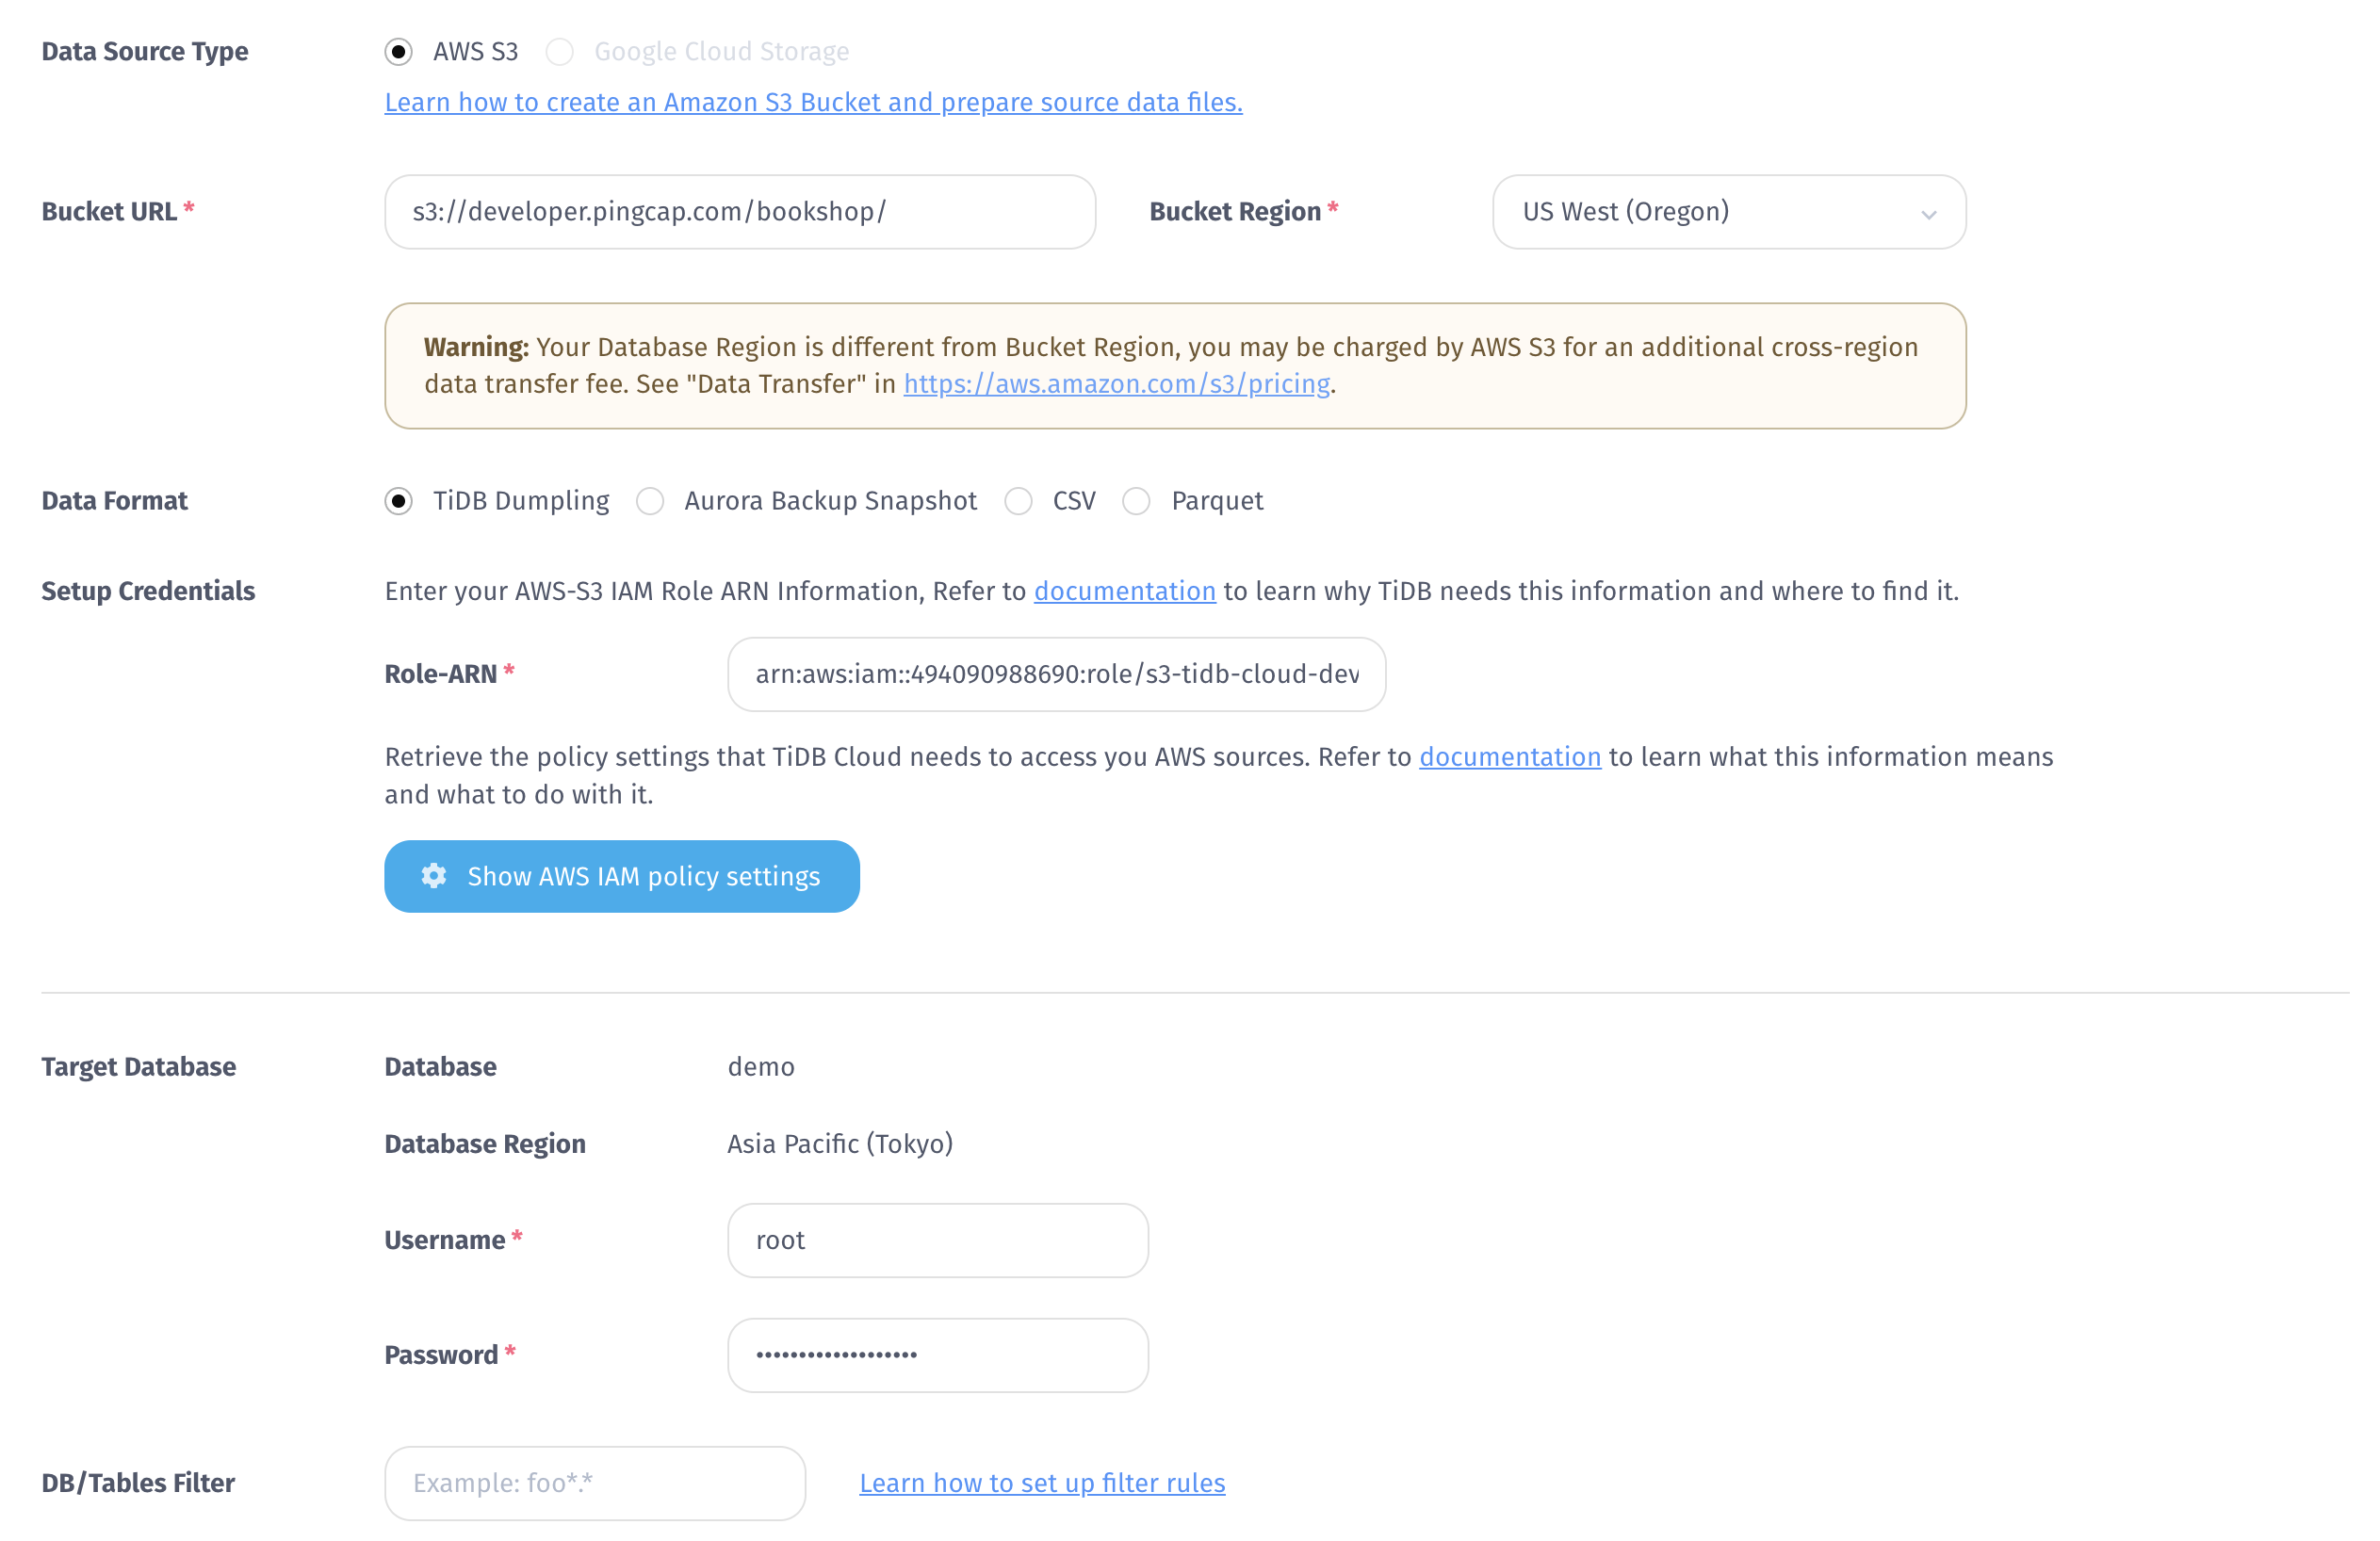 Data Source Type AWS S3 Google Cloud Storage
Learn how to create an Amazon S3 Bucket and prepare source data files.
Bucket URL * s3://developer.pingcap.com/bookshop/ Bucket Region * US West (Oregon)
Warning: Your Database Region is different from Bucket Region, you may be charged by AWS S3 for an additional cross-region
data transfer fee. See "Data Transfer" in https://aws.amazon.com/s3/pricing.
Data Format TiDB Dumpling Aurora Backup Snapshot CSV Parquet
Setup Credentials Enter your AWS-S3 IAM Role ARN Information, Refer to documentation to learn why TiDB needs this information and where to find it.
Role-ARN * arn:aws:iam::494090988690:role/s3-tidb-cloud-dev
Retrieve the policy settings that TiDB Cloud needs to access you AWS sources. Refer to documentation to learn what this information means
and what to do with it.
Show AWS IAM policy settings
Target Database Database demo
Database Region Asia Pacific (Tokyo)
Username * root
Password * •••••••••••••••••••
DB/Tables Filter Example: foo*.* Learn how to set up filter rules